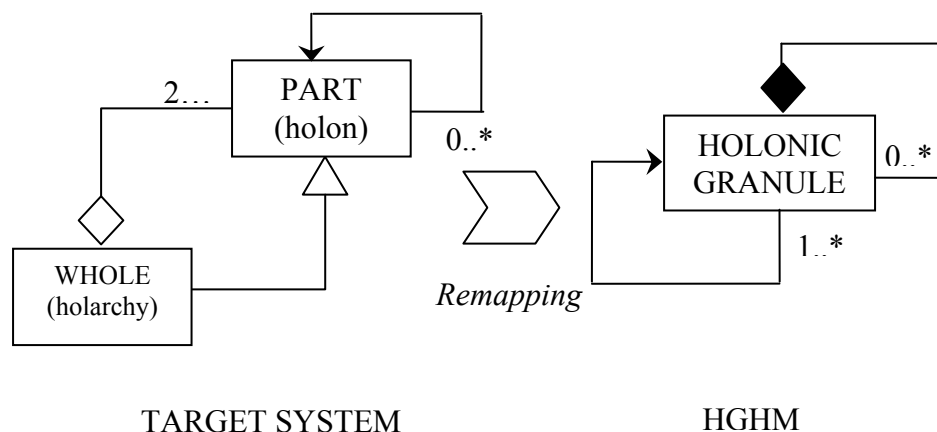 2…
PART
(holon)
0..*
HOLONIC
GRANULE
0..*
1..*
WHOLE
(holarchy)
Remapping
TARGET SYSTEM
HGHM